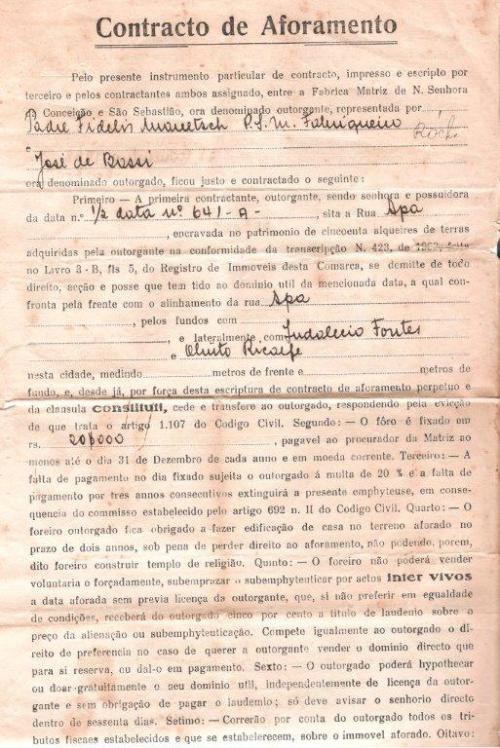 Contracto de Aforamento
Pelo presente instrumento particular de contracto, impresso e escripto por
terceiro e pelos contractantes ambos assignado, entre a Fabrica Matriz de N. Senhora
Conceição e São Sebastião, ora denominado outorgante, representada por
Padre Fidelis P. S. M. Fabriqueiro
e
José de Bassi
ora denominado outorgado, ficou justo e contractado o seguinte:
Primeiro — A primeira contractante, outorgante, sendo senhora e possuidora
da data n.º 1/2 data nº 641-A- , sita a Rua Apa
, encravada no patrimonio de cincoenta alqueires de terras
adquiridas pela outorgante na conformidade da transcripção N. 423, de feita
no Livro 3-B, fls 5, do Registro de Immoveis desta Comarca, se demitte de todo
direito, acção e posse que tem tido ao dominio util da mencionada data, a qual con-
fronta pela frente com o alinhamento da rua Apa
, pelos fundos com
, e lateralmente com Indalecio Fontes
e Olinto
nesta cidade, medindo metros de frente e metros de
fundo, e, desde já, por força desta escriptura de contracto de aforamento perpetuo e
da clausula constituti, cede e transfere ao outorgado, respondendo pela evicção
de que trata o artigo 1.107 do Codigo Civil. Segundo: — O fôro é fixado em
rs. 20$000 , pagavel ao procurador da Matriz ao
menos até o dia 31 de Dezembro de cada anno e em moeda corrente. Terceiro: — A
falta de pagamento no dia fixado sujeita o outorgado á multa de 20 % e a falta de
pagamento por tres annos consecutivos extinguirá a presente emphyteuse, em conse-
quencia do commisso estabelecido pelo artigo 692 n. II do Codigo Civil. Quarto: — O
foreiro outorgado fica obrigado a fazer edificação de casa no terreno aforado no
prazo de dois annos, sob pena de perder direito ao aforamento, não podendo, porem,
dito foreiro construir templo de religião. Quinto: — O foreiro não poderá vender
voluntaria o forçadamente, subemprazar o subemphytenticar por actos inter vivos
a data aforada sem previa licença da outorgante, que, si não preferir em egualdade
de condições, receberá do outorgado cinco por cento a titulo de laudemio sobre o
preço da alienação ou subemphyteuticação. Compete igualmente ao outorgado o di-
reito de preferencia no caso de querer a outorgante vender o dominio directo que
para si reserva, ou dal-o em pagamento. Sexto: — O outorgado poderá hypothecar
ou doar gratuitamente o seu dominio util, independentemente de licença da outor-
gante e sem obrigação de pagar o laudemio; só deve avisar o senhorio directo
dentro de sessenta dias. Setimo: — Correrão por conta do outorgado todos os tri-
butos fiscaes estabelecidos e que se estabelecerem, sobre o immovel aforado. Oitavo: